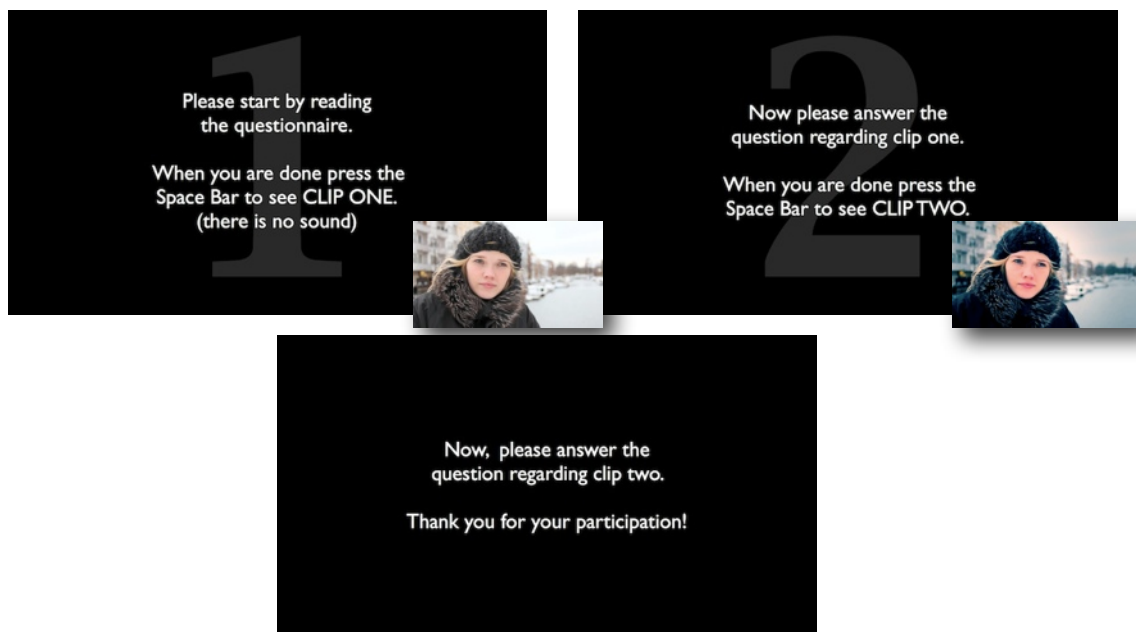 1
Please start by reading
the questionnaire.
When you are done press the
Space Bar to see CLIP ONE.
(there is no sound)
2
Now please answer the
question regarding clip one.
When you are done press the
Space Bar to see CLIP TWO.
Now, please answer the
question regarding clip two.
Thank you for your participation!